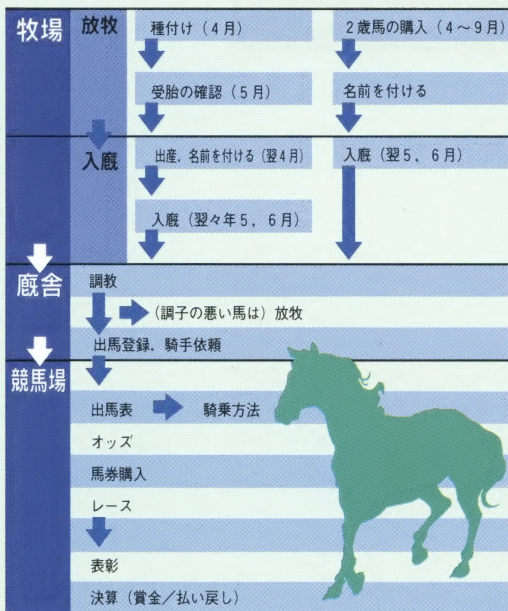 牧場
放牧
種付け（4月）
2歳馬の購入（4～9月）
受胎の確認（5月）
名前を付ける
入厩
出産．名前を付ける（翌4月）
入厩（翌5，6月）
入厩（翌々年5，6月）
厩舎
調教
（調子の悪い馬は）放牧
出馬登録．騎手依頼
競馬場
出馬表
騎乗方法
オッズ
馬券購入
レース
表彰
決算（賞金／払い戻し）